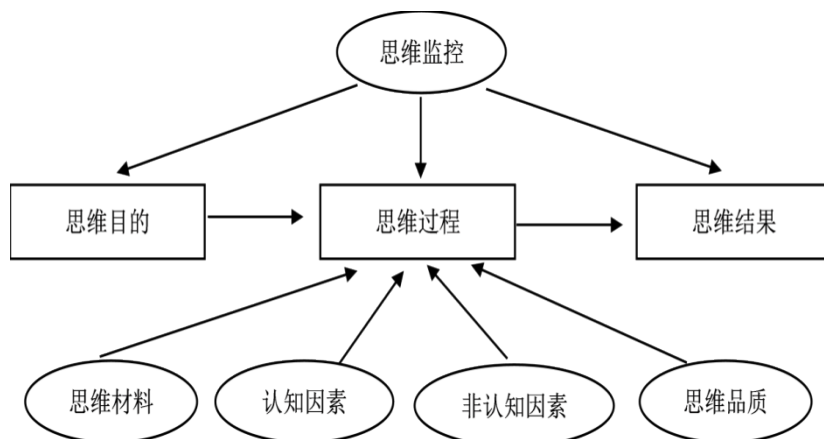 思维监控
思维目的
思维过程
思维结果
思维材料
认知因素
非认知因素
思维品质